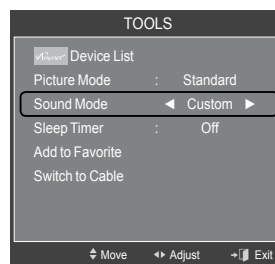 TOOLS
Anynet+ Device List
Picture Mode : Standard
Sound Mode ◄ Custom ►
Sleep Timer : Off
Add to Favorite
Switch to Cable
Move Adjust Exit